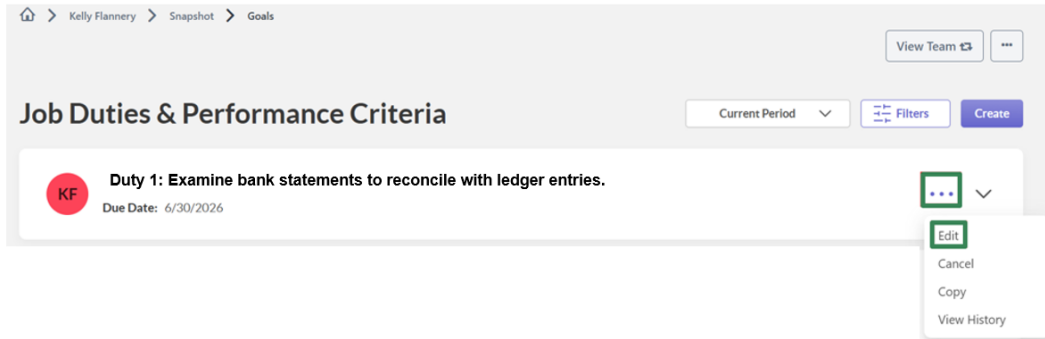 Kelly Flannery Snapshot Goals
View Team
Job Duties & Performance Criteria
Current Period
Filters
Create
KF
Duty 1: Examine bank statements to reconcile with ledger entries.
Due Date: 6/30/2026
Edit
Cancel
Copy
View History